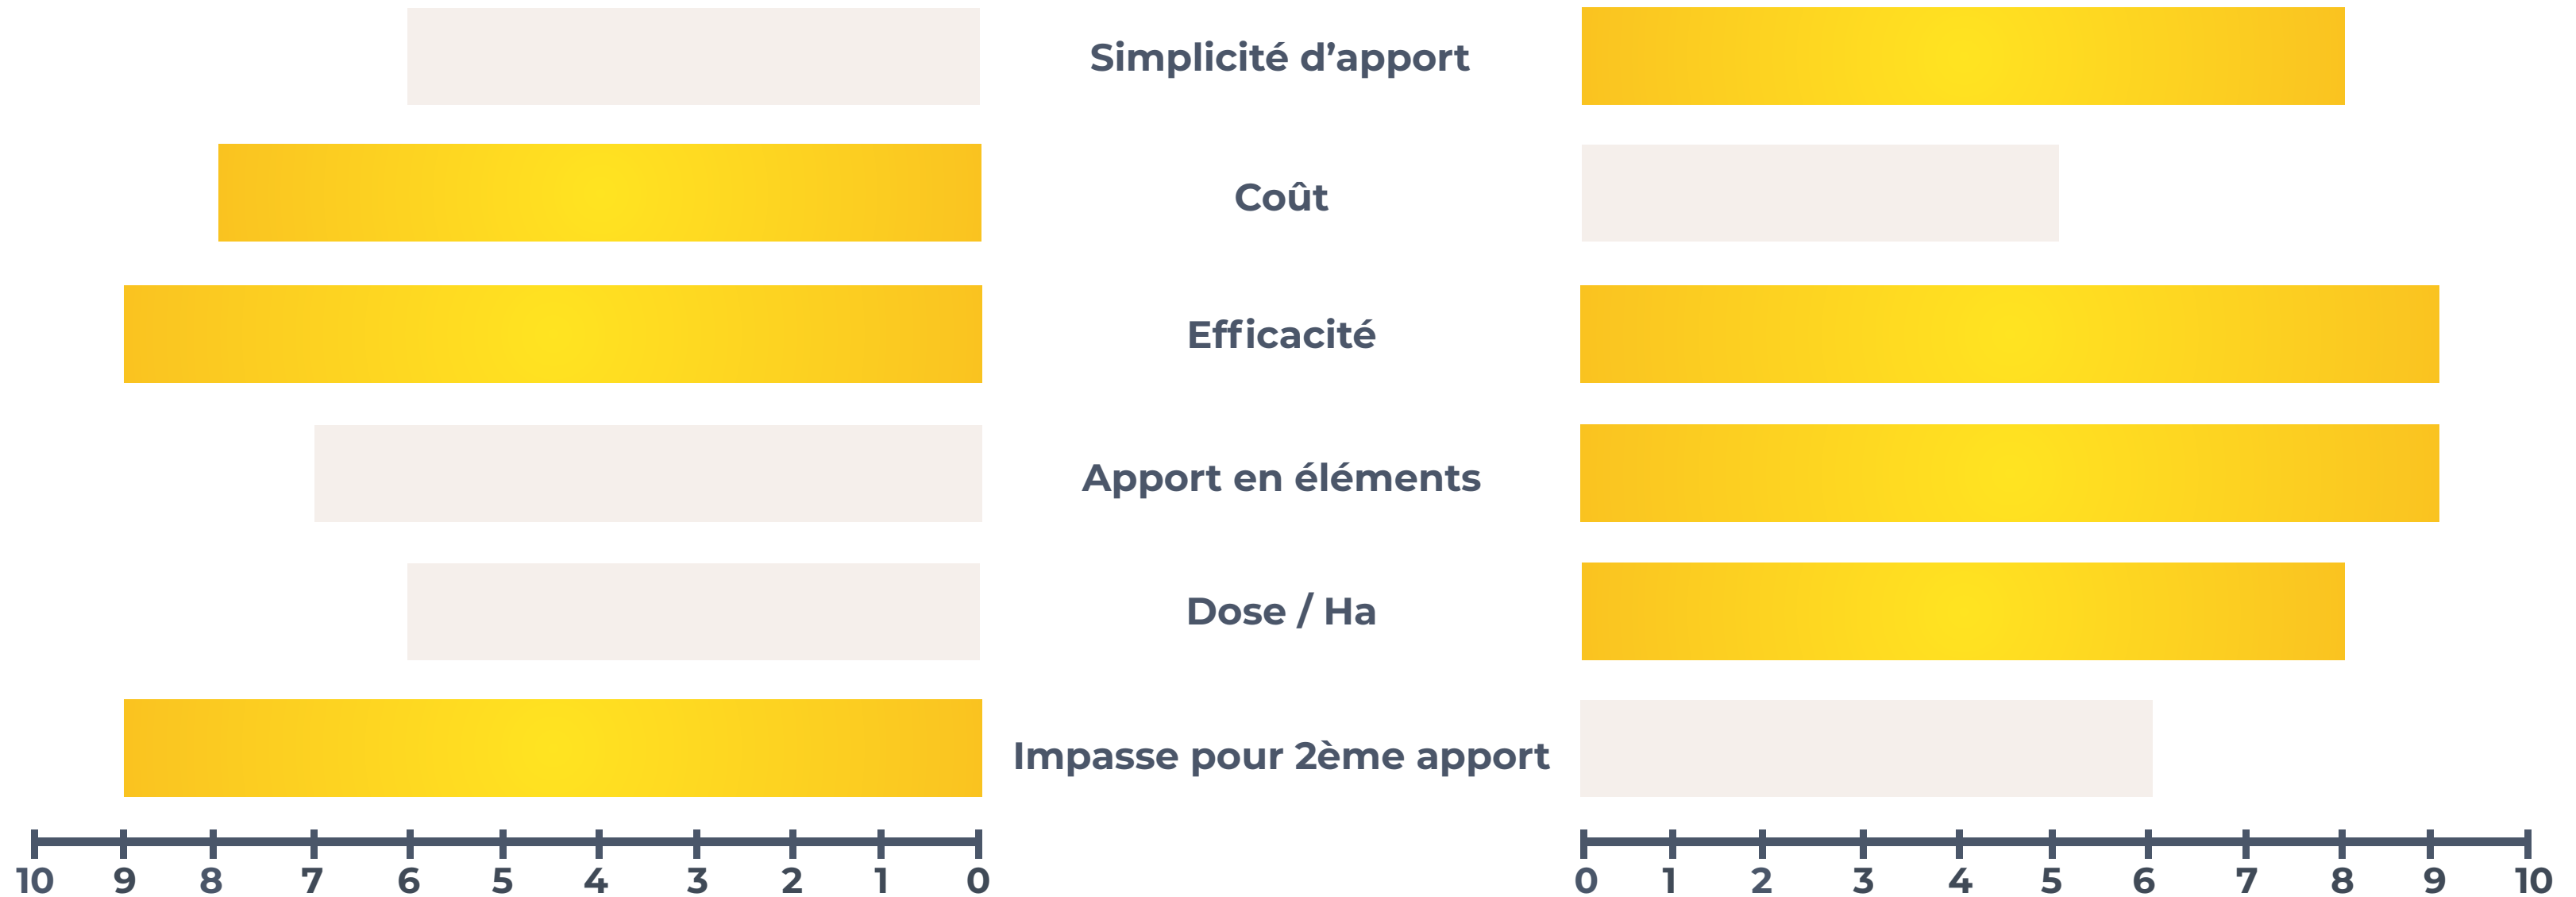 Simplicité d’apport
Coût
Efficacité
Apport en éléments
Dose / Ha
Impasse pour 2ème apport
10 9 8 7 6 5 4 3 2 1 0
0 1 2 3 4 5 6 7 8 9 10